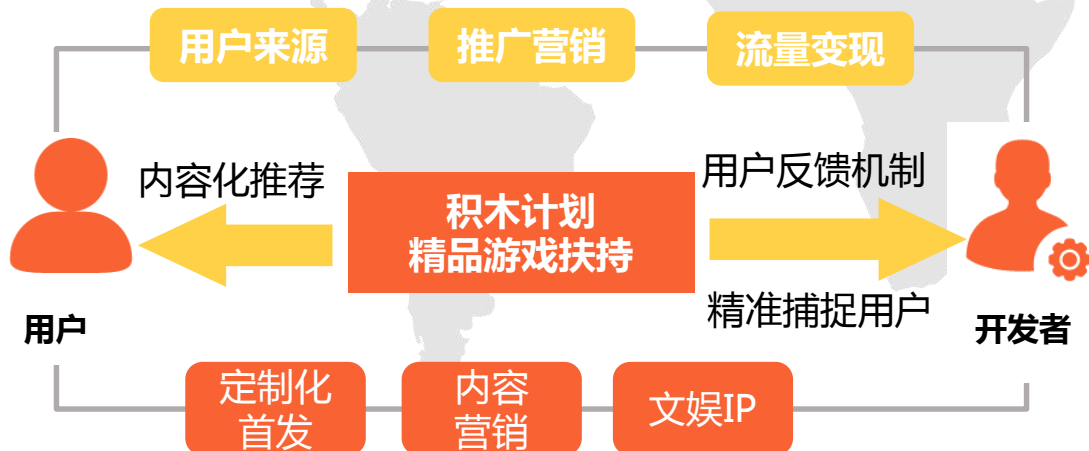 用户来源
推广营销
流量变现
内容化推荐
积木计划
精品游戏扶持
用户反馈机制
精准捕捉用户
用户
开发者
定制化
首发
内容
营销
文娱IP